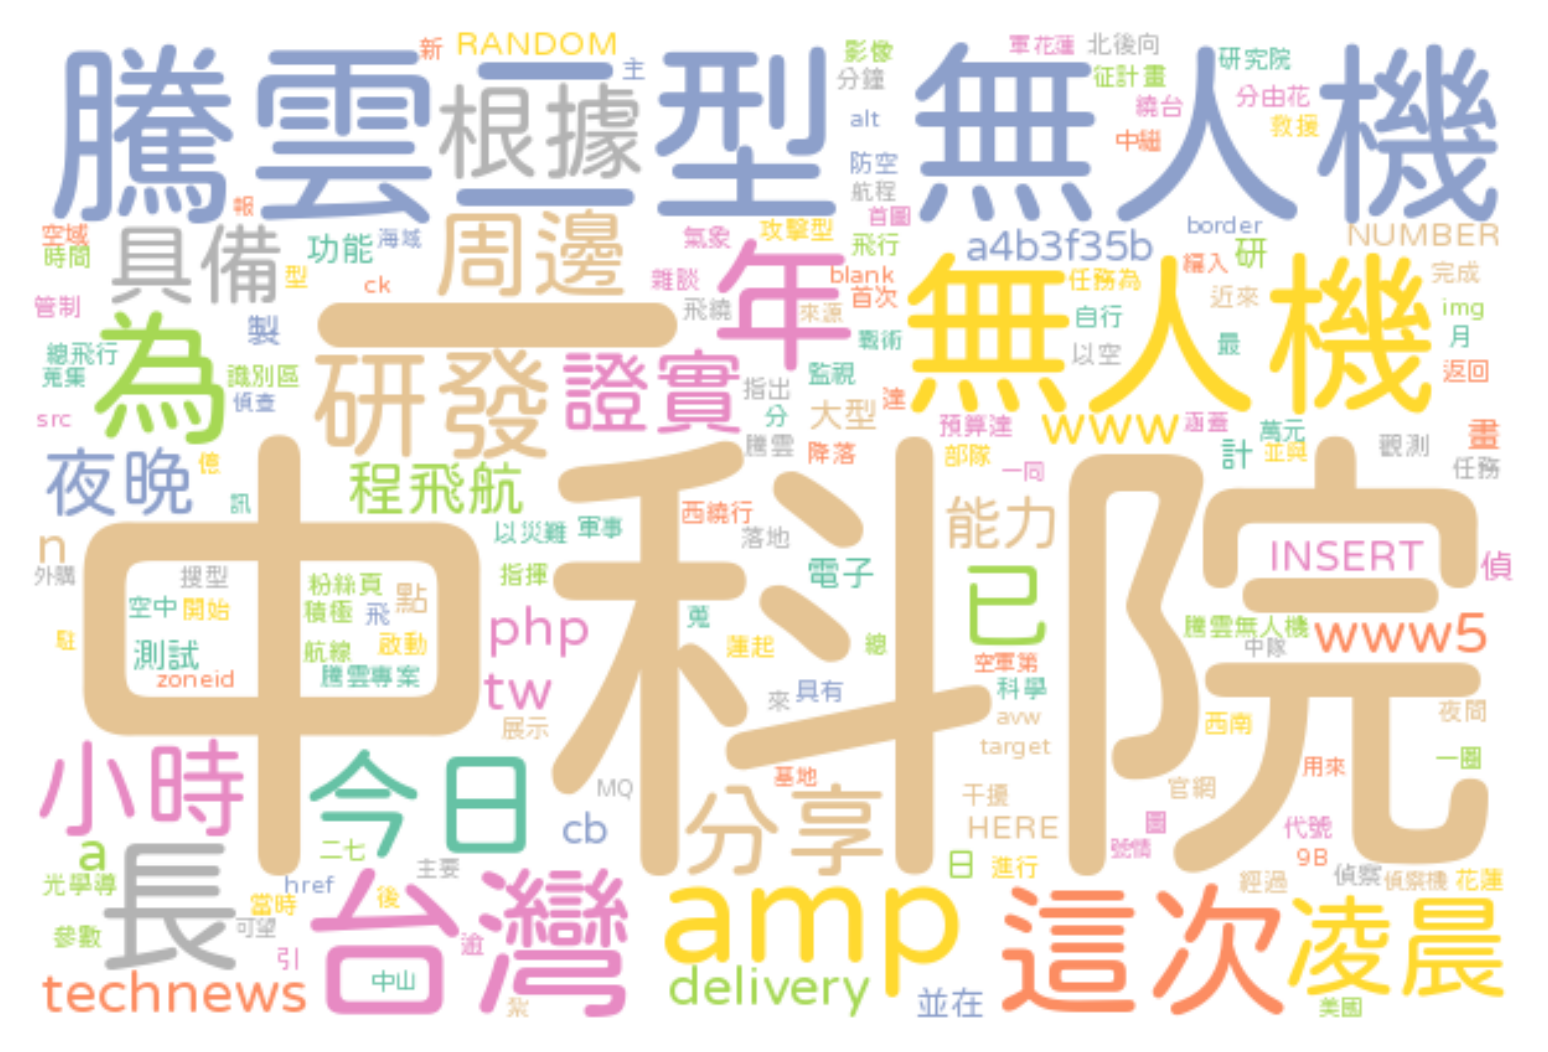 新
RANDOM
主
影像
分鐘
軍花蓮
北後向
研究院
征計畫
騰雲二型無人機
根據
alt
繞台
分由花
救援
中繼
防空
航程
報
首圖
空域
時間
具備
功能
海域
周邊
氣象
攻擊型
飛行
a4b3f35b
border
研
NUMBER
型
ck
雜談
年
blank
首次
任務為
編入
完成
管制
製
一
飛繞
來源
無人機
近來
img
自行
月
總飛行
為
戰術
以空
最
蒐集
識別區
偵查
研發
證實
指出
監視
返回
src
分
大型
達
預算達
www
涵蓋
萬元
畫
夜晚
億
程飛航
騰雲
降落
部隊
一同
計
並與
觀測
任務
訊
西繞行
能力
n
以災難
軍事
落地
INSERT
偵
外購
搜型
粉絲頁
指揮
電子
已
空中
開始
積極
飛
點
php
蒐
騰雲無人機
www5
駐
測試
航線
啟動
蓮起
總
中隊
zoneid
騰雲專案
tw
空軍第
科學
中科院
來
具有
avw
西南
夜間
展示
target
小時
今日
MQ
基地
干擾
官網
用來
一圈
cb
分享
HERE
圖
代號
a
二七
主要
號情
9B
日
進行
光學導
長
href
經過
偵察
偵察機
花蓮
當時
後
台灣
amp
這次
凌晨
參數
可望
逾
引
technews
中山
delivery
並在
美國